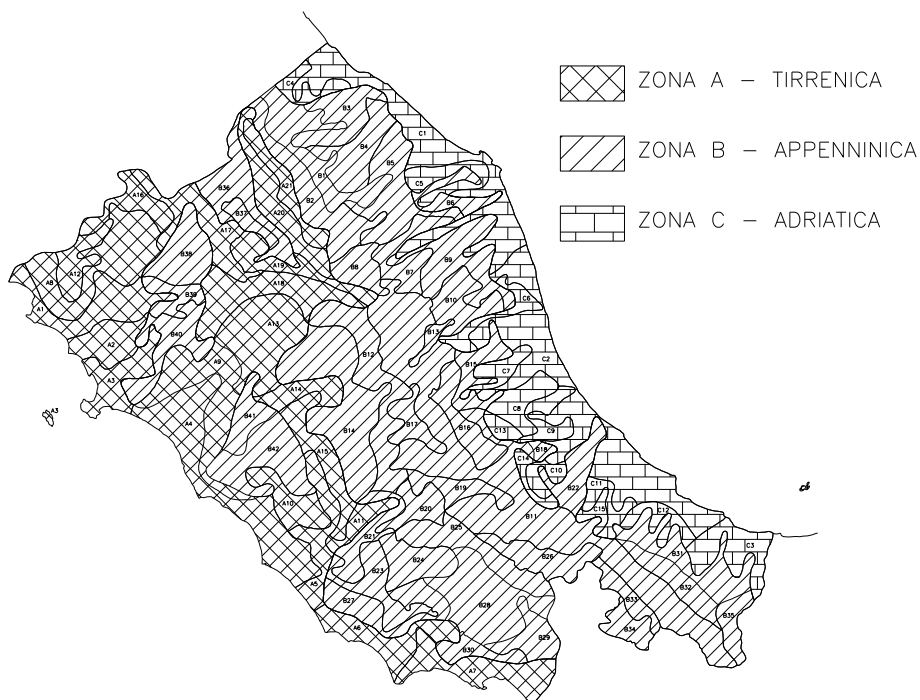 ZONA A – TIRRENICA
ZONA B – APPENNINICA
ZONA C – ADRIATICA
C4
B3
C1
B4
B5
B1
C5
A16
B36
A21
B2
B6
B37
A20
A17
B38
A12
A8
A19
B8
B7
B9
A18
B39
B10
C6
A1
A13
A2
B40
B13
B12
C2
A9
B15
C7
A3
A14
A3
A4
B41
C8
B14
B17
B16
C13
C9
B42
A15
B18
C14
C10
B19
B22
C11
A10
B20
B11
C15
C12
A11
B25
B21
C3
B24
B26
B31
B23
A5
B32
B27
B28
B33
B35
A6
B34
B29
B30
A7